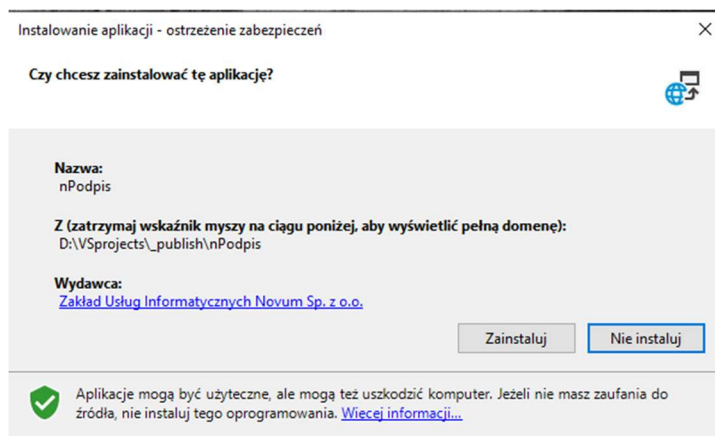 Instalowanie aplikacji - ostrzeżenie zabezpieczeń
Czy chcesz zainstalować tę aplikację?
Nazwa:
nPodpis
Z (zatrzymaj wskaźnik myszy na ciągu poniżej, aby wyświetlić pełną domenę):
D:\VSprojects\_publish\nPodpis
Wydawca:
Zakład Usług Informatycznych Novum Sp. z o.o.
Zainstaluj Nie instaluj
Aplikacje mogą być użyteczne, ale mogą też uszkodzić komputer. Jeżeli nie masz zaufania do
źródła, nie instaluj tego oprogramowania. Więcej informacji...